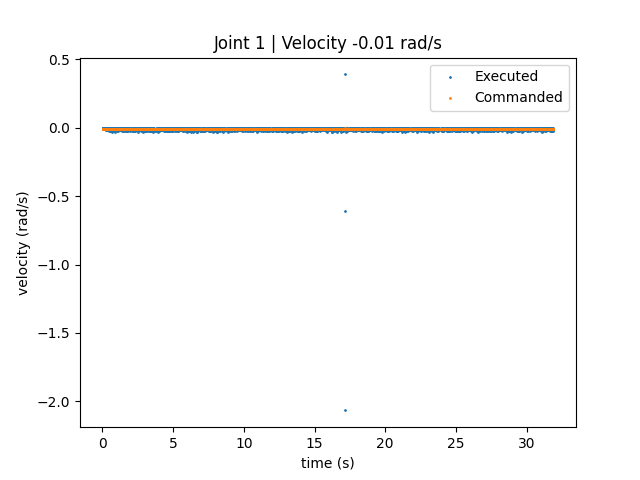 Joint 1 | Velocity -0.01 rad/s
Executed
Commanded
velocity (rad/s)
0.5
0.0
−0.5
−1.0
−1.5
−2.0
0 5 10 15 20 25 30
time (s)